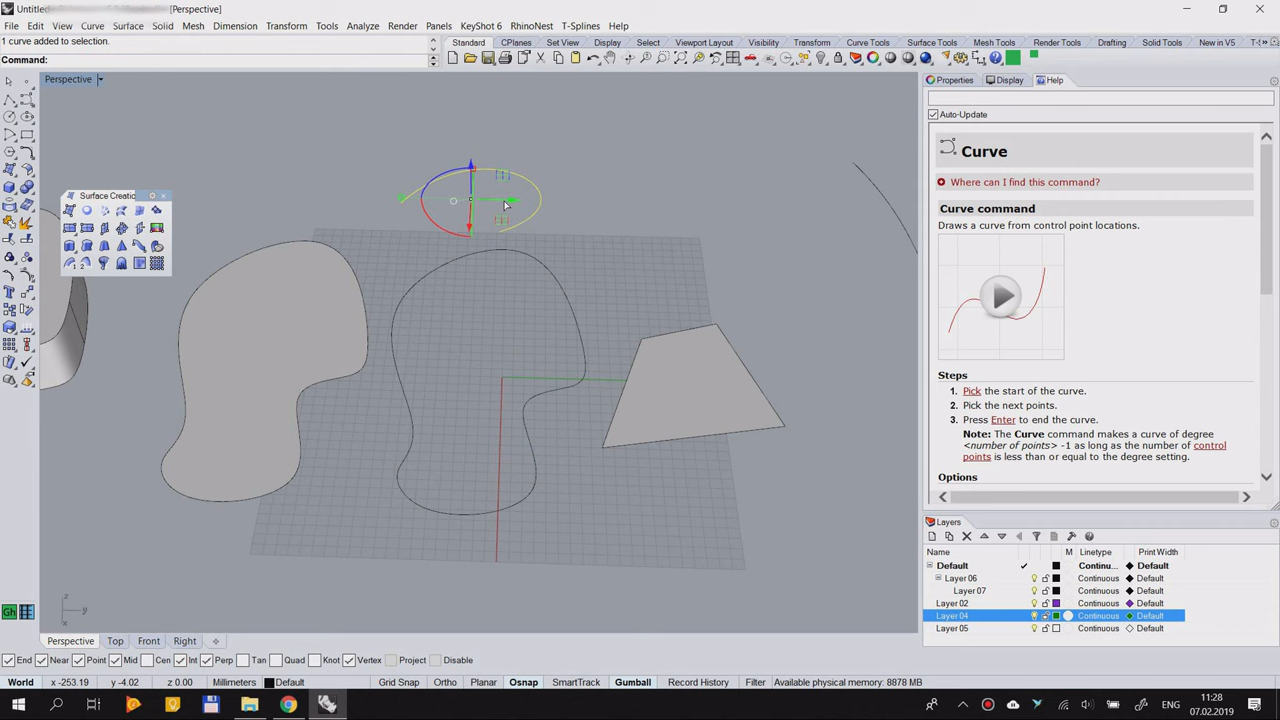 Untitled - [Perspective]
File Edit View Curve Surface Solid Mesh Dimension Transform Tools Analyze Render Panels KeyShot 6 RhinoNest T-Splines Help
1 curve added to selection.
Command:
Standard CPlanes Set View Display Select Viewport Layout Visibility Transform Curve Tools Surface Tools Mesh Tools Render Tools Drafting Solid Tools New in V5
Perspective
Properties Display Help
Auto-Update
Curve
Where can I find this command?
Curve command
Draws a curve from control point locations.
Surface Creatio
Steps
1. Pick the start of the curve.
2. Pick the next points.
3. Press Enter to end the curve.
Note: The Curve command makes a curve of degree
<number of points> -1 as long as the number of control
points is less than or equal to the degree setting.
Options
Layers
Name M Linetype Print Width
Default Continu... Default
Layer 06 Continuous Default
Layer 07 Continuous Default
Layer 02 Continuous Default
Layer 04 Continuous Default
Layer 05 Continuous Default
z
y
x
Gh
Perspective Top Front Right
End Near Point Mid Cen Int Perp Tan Quad Knot Vertex Project Disable
World x -253.19 y -4.02 z 0.00 Millimeters Default Grid Snap Ortho Planar Osnap SmartTrack Gumball Record History Filter Available physical memory: 8878 MB
ENG
11:28
07.02.2019